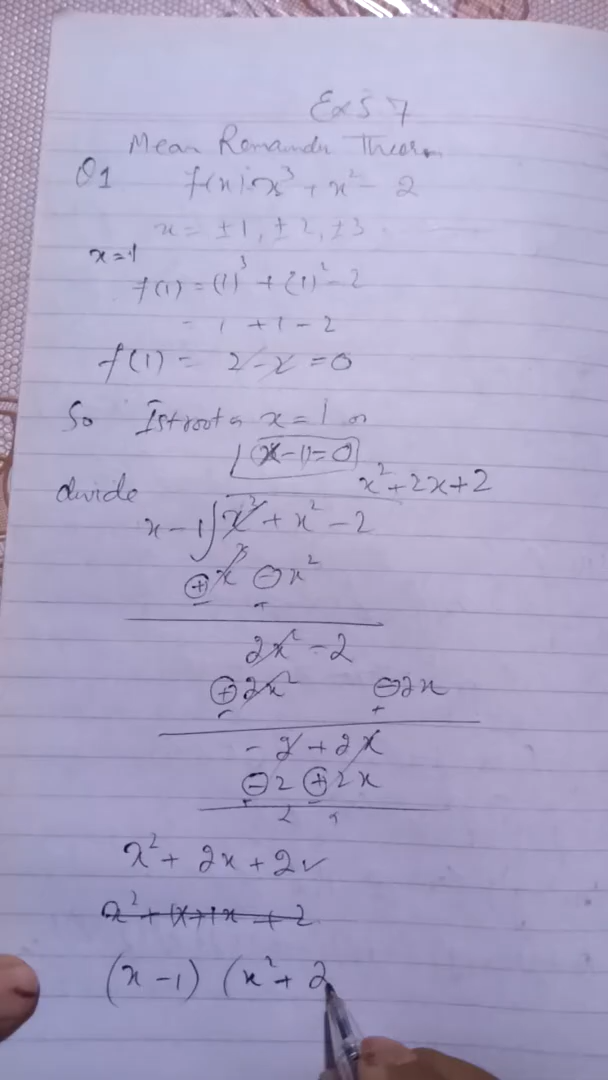 Ex 5 7
Mean Remainder Theorem
Q1 f(x) = x³ + x² - 2
x = ±1, ±2, ±3
x = 1
f(1) = (1)³ + (1)² - 2
= 1 + 1 - 2
f(1) = 2 - 2 = 0
So Ist root is x = 1 or
(x-1) = 0
divide x² + 2x + 2
x - 1 x³ + x² - 2
+ x³ - x²
- +
2x² - 2
+ 2x² - 2x
- +
- 2 + 2x
- 2 + 2x
x² + 2x + 2 ✓
(x - 1) (x² + 2